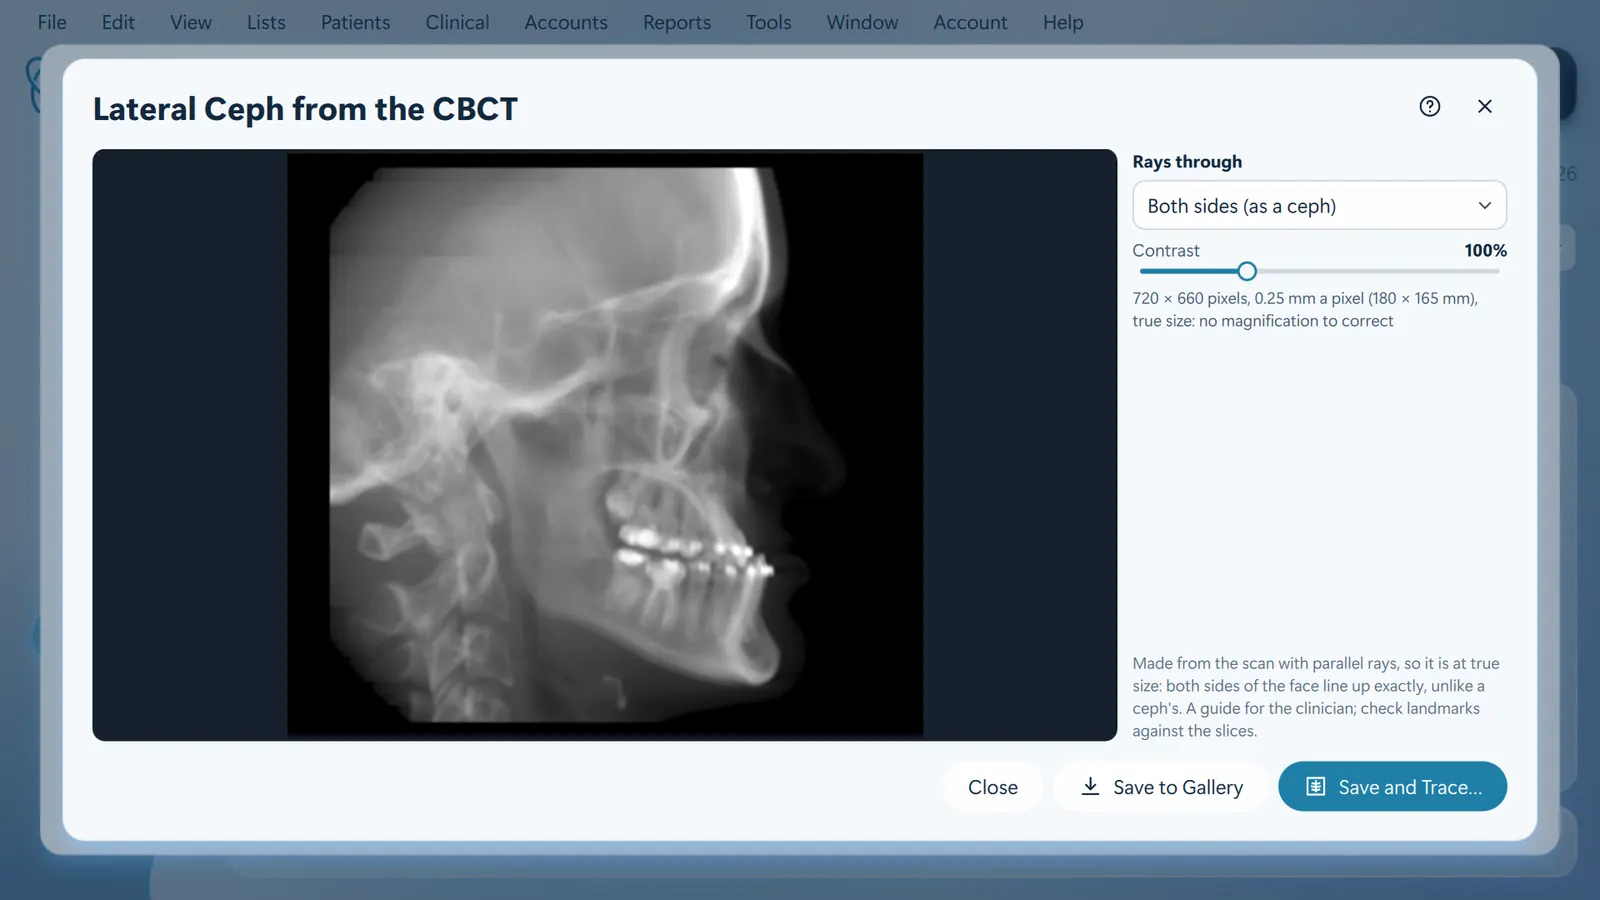 File Edit View Lists Patients Clinical Accounts Reports Tools Window Account Help
Lateral Ceph from the CBCT
26
Rays through
Both sides (as a ceph)
Contrast 100%
720 × 660 pixels, 0.25 mm a pixel (180 × 165 mm),
true size: no magnification to correct
Made from the scan with parallel rays, so it is at true
size: both sides of the face line up exactly, unlike a
ceph's. A guide for the clinician; check landmarks
against the slices.
Close Save to Gallery Save and Trace...